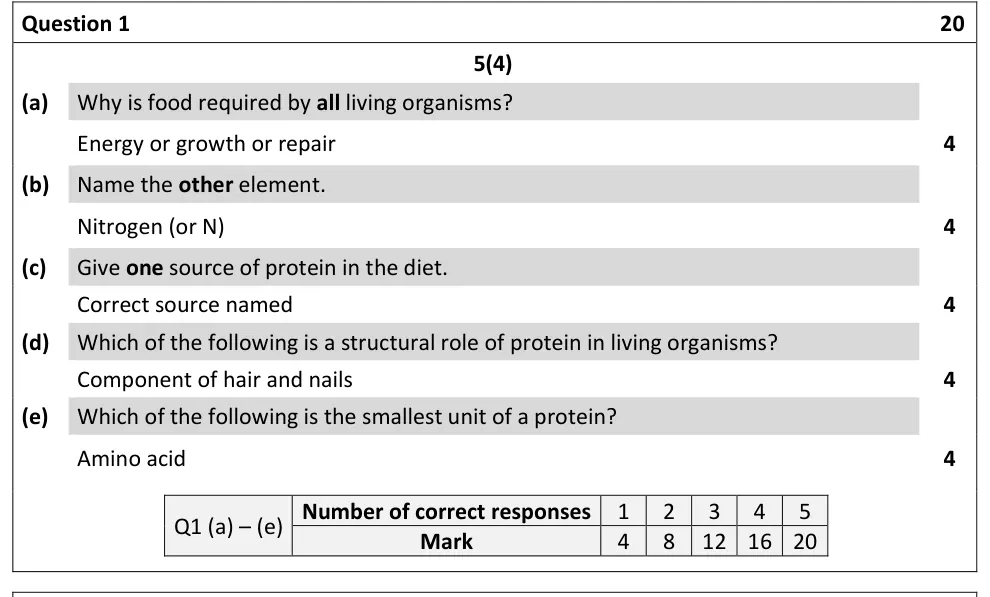 Question 1 20
5(4)
(a) Why is food required by all living organisms?
Energy or growth or repair 4
(b) Name the other element.
Nitrogen (or N) 4
(c) Give one source of protein in the diet.
Correct source named 4
(d) Which of the following is a structural role of protein in living organisms?
Component of hair and nails 4
(e) Which of the following is the smallest unit of a protein?
Amino acid 4
Q1 (a) – (e) Number of correct responses 1 2 3 4 5
Mark 4 8 12 16 20